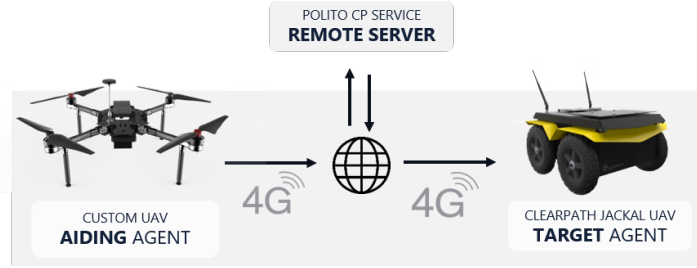 POLITO CP SERVICE
REMOTE SERVER
4G
4G
CUSTOM UAV
AIDING AGENT
CLEARPATH JACKAL UAV
TARGET AGENT